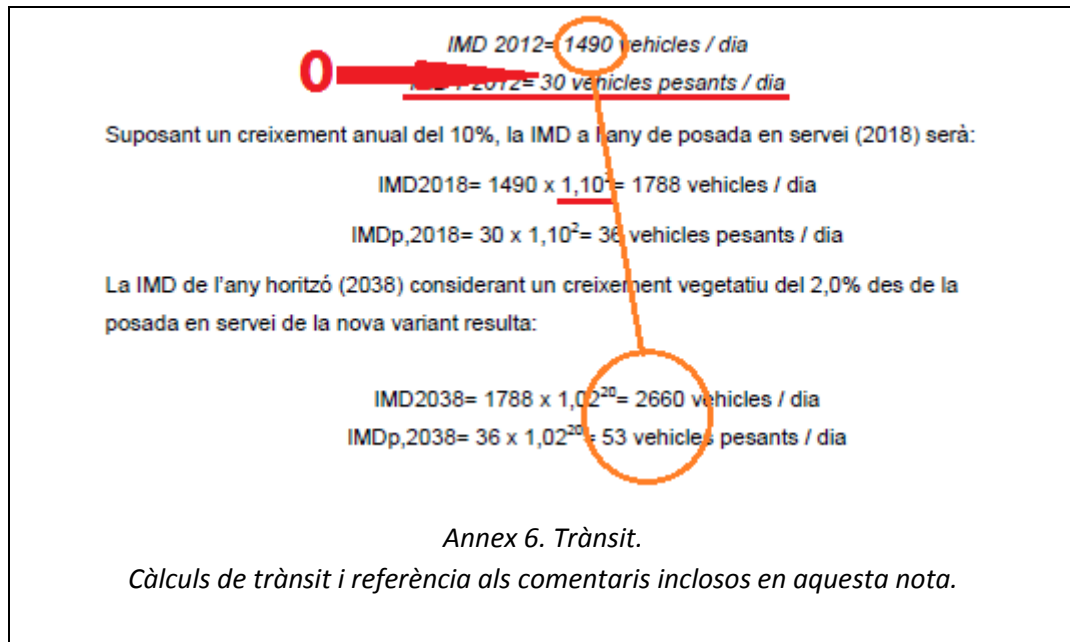 IMD 2012= 1490 vehicles / dia
0
2012= 30 vehicles pesants / dia
Suposant un creixement anual del 10%, la IMD a l'any de posada en servei (2018) serà:
IMD2018= 1490 x 1,10²= 1788 vehicles / dia
IMDp,2018= 30 x 1,10²= 36 vehicles pesants / dia
La IMD de l'any horitzó (2038) considerant un creixement vegetatiu del 2,0% des de la
posada en servei de la nova variant resulta:
IMD2038= 1788 x 1,02²⁰= 2660 vehicles / dia
IMDp,2038= 36 x 1,02²⁰= 53 vehicles pesants / dia
Annex 6. Trànsit.
Càlculs de trànsit i referència als comentaris inclosos en aquesta nota.